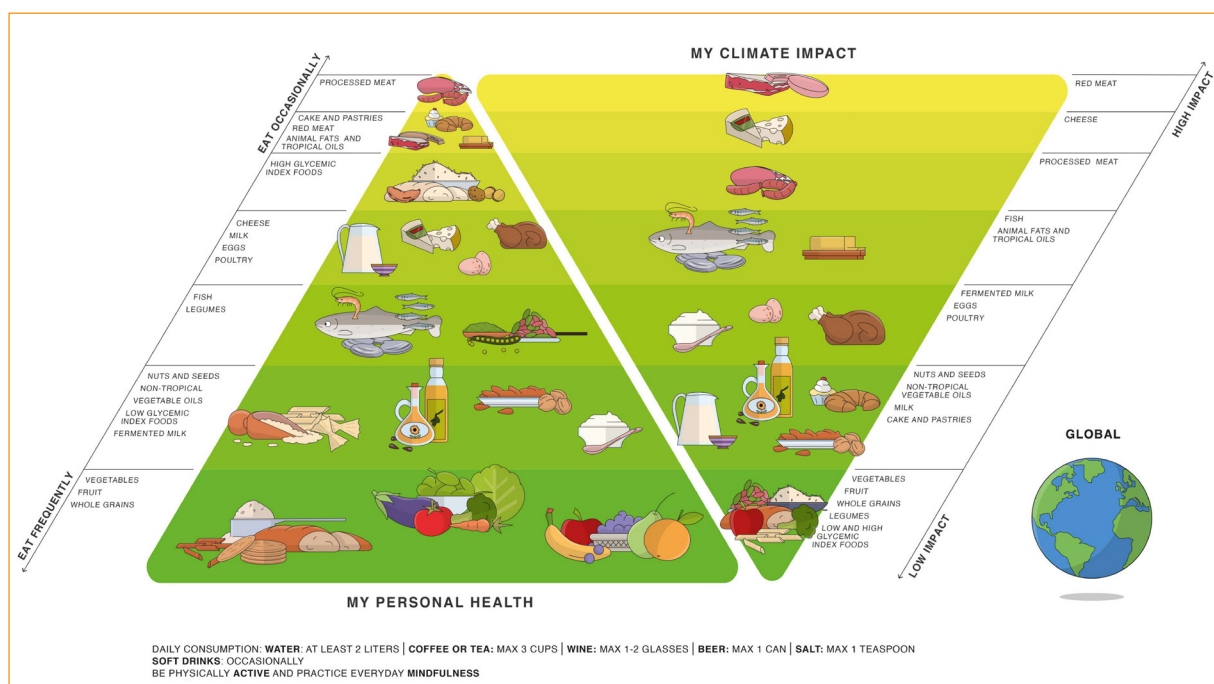 MY CLIMATE IMPACT
EAT OCCASIONALLY
PROCESSED MEAT
CAKE AND PASTRIES
RED MEAT
ANIMAL FATS AND
TROPICAL OILS
HIGH GLYCEMIC
INDEX FOODS
CHEESE
MILK
EGGS
POULTRY
FISH
LEGUMES
NUTS AND SEEDS
NON-TROPICAL
VEGETABLE OILS
LOW GLYCEMIC
INDEX FOODS
FERMENTED MILK
VEGETABLES
FRUIT
WHOLE GRAINS
EAT FREQUENTLY
HIGH IMPACT
RED MEAT
CHEESE
PROCESSED MEAT
FISH
ANIMAL FATS AND
TROPICAL OILS
FERMENTED MILK
EGGS
POULTRY
NUTS AND SEEDS
NON-TROPICAL
VEGETABLE OILS
MILK
CAKE AND PASTRIES
VEGETABLES
FRUIT
WHOLE GRAINS
LEGUMES
LOW AND HIGH
GLYCEMIC
INDEX FOODS
LOW IMPACT
GLOBAL
MY PERSONAL HEALTH
DAILY CONSUMPTION: WATER: AT LEAST 2 LITERS | COFFEE OR TEA: MAX 3 CUPS | WINE: MAX 1-2 GLASSES | BEER: MAX 1 CAN | SALT: MAX 1 TEASPOON
SOFT DRINKS: OCCASIONALLY
BE PHYSICALLY ACTIVE AND PRACTICE EVERYDAY MINDFULNESS